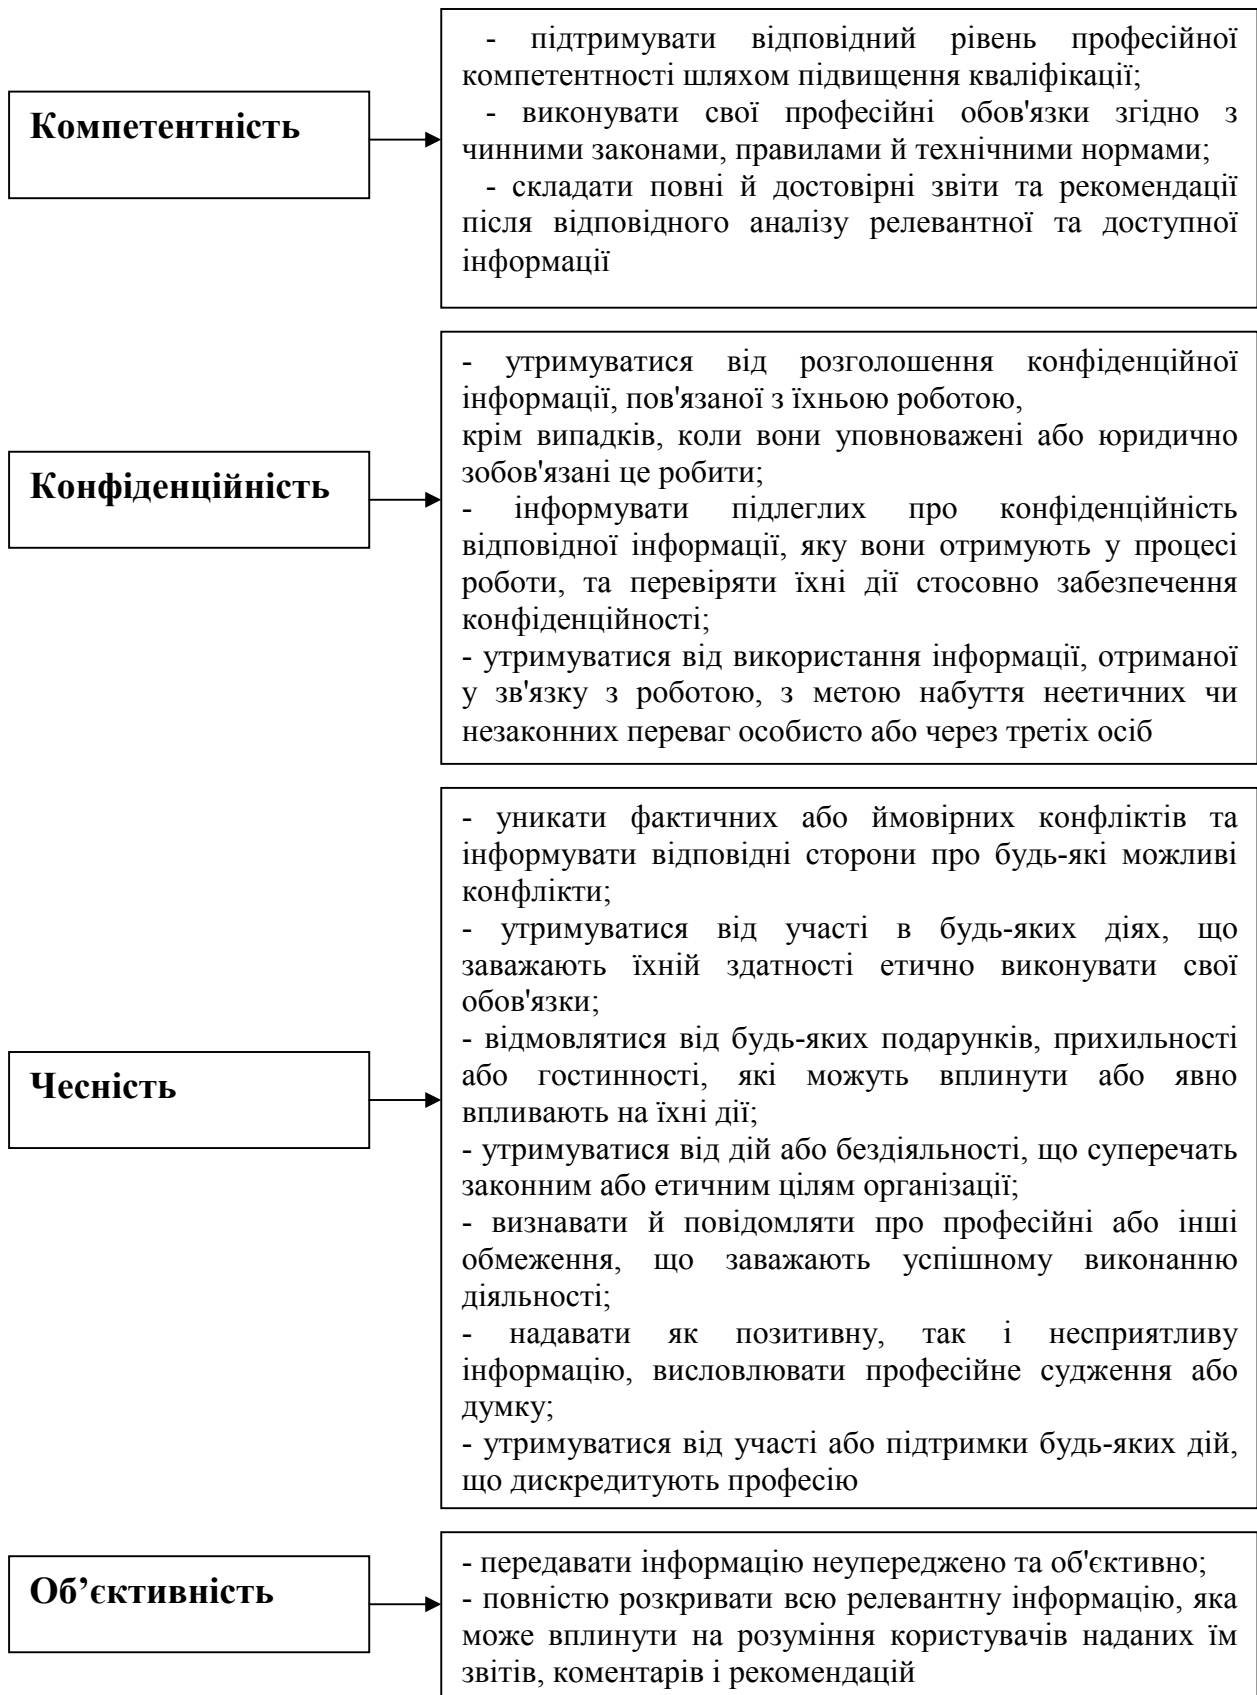 Компетентність
- підтримувати відповідний рівень професійної
компетентності шляхом підвищення кваліфікації;
- виконувати свої професійні обов'язки згідно з
чинними законами, правилами й технічними нормами;
- складати повні й достовірні звіти та рекомендації
після відповідного аналізу релевантної та доступної
інформації
Конфіденційність
- утримуватися від розголошення конфіденційної
інформації, пов'язаної з їхньою роботою,
крім випадків, коли вони уповноважені або юридично
зобов'язані це робити;
- інформувати підлеглих про конфіденційність
відповідної інформації, яку вони отримують у процесі
роботи, та перевіряти їхні дії стосовно забезпечення
конфіденційності;
- утримуватися від використання інформації, отриманої
у зв'язку з роботою, з метою набуття неетичних чи
незаконних переваг особисто або через третіх осіб
Чесність
- уникати фактичних або ймовірних конфліктів та
інформувати відповідні сторони про будь-які можливі
конфлікти;
- утримуватися від участі в будь-яких діях, що
заважають їхній здатності етично виконувати свої
обов'язки;
- відмовлятися від будь-яких подарунків, прихильності
або гостинності, які можуть вплинути або явно
впливають на їхні дії;
- утримуватися від дій або бездіяльності, що суперечать
законним або етичним цілям організації;
- визнавати й повідомляти про професійні або інші
обмеження, що заважають успішному виконанню
діяльності;
- надавати як позитивну, так і несприятливу
інформацію, висловлювати професійне судження або
думку;
- утримуватися від участі або підтримки будь-яких дій,
що дискредитують професію
Об’єктивність
- передавати інформацію неупереджено та об'єктивно;
- повністю розкривати всю релевантну інформацію, яка
може вплинути на розуміння користувачів наданих їм
звітів, коментарів і рекомендацій